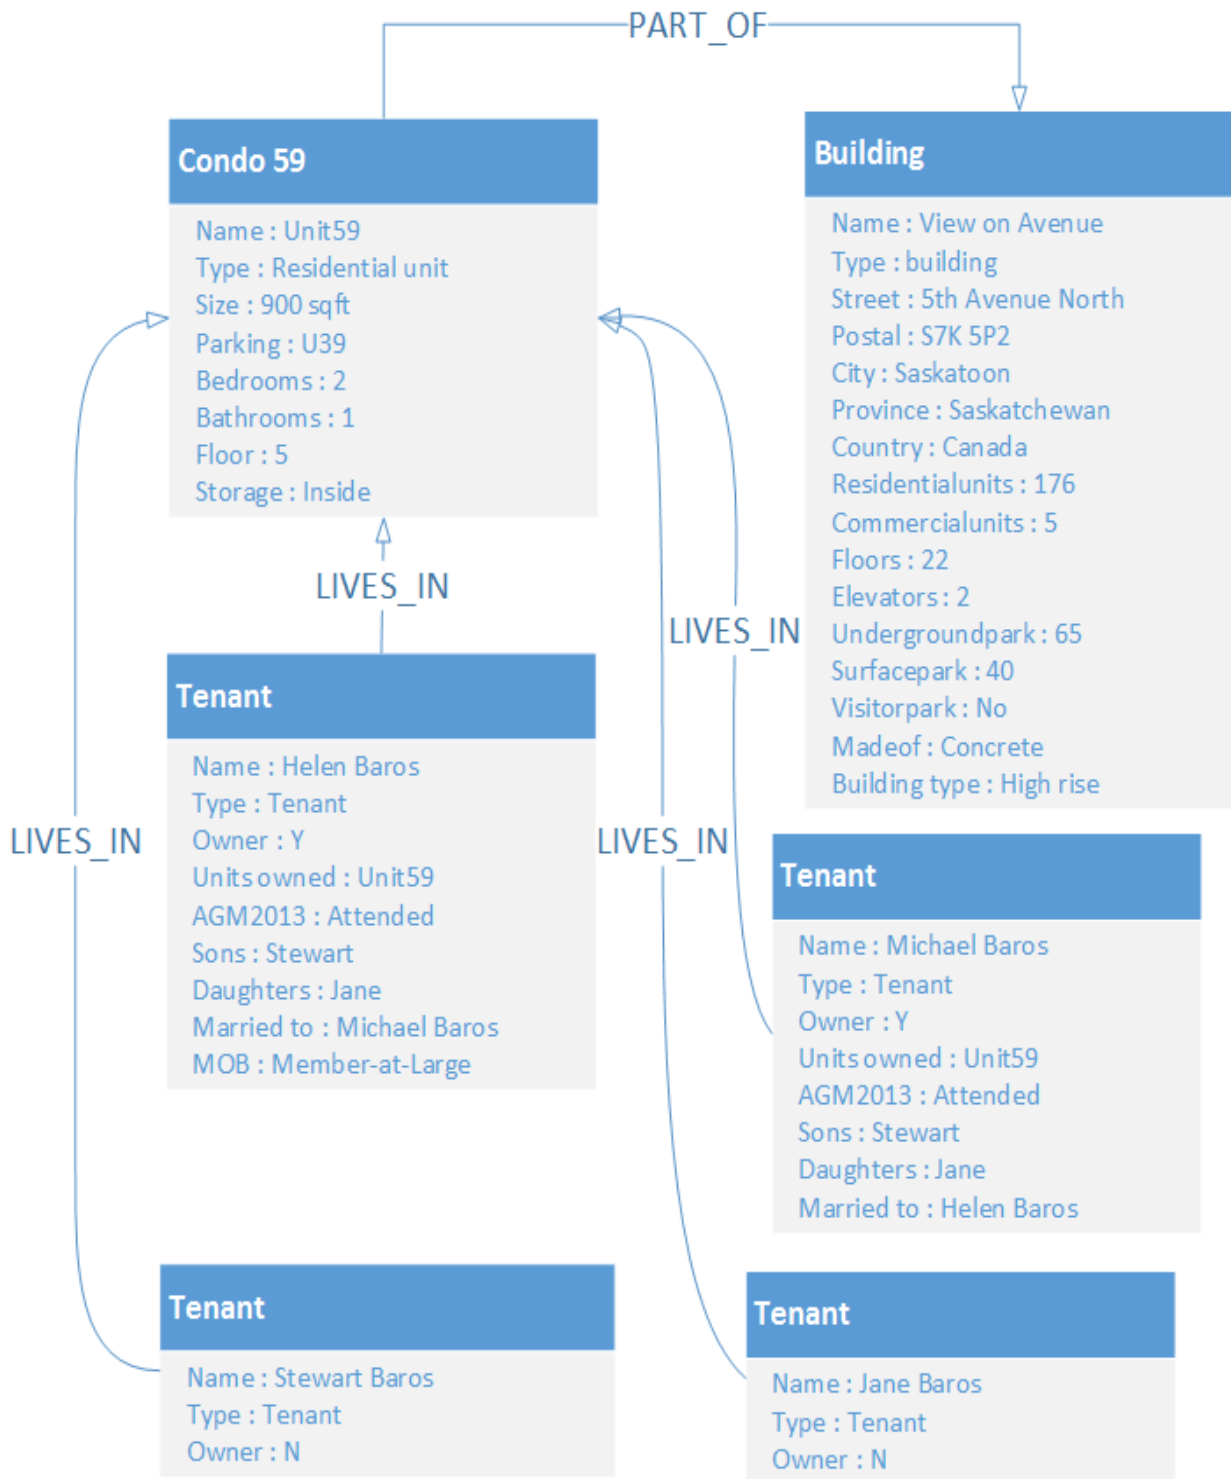 PART_OF
Condo 59
Name : Unit59
Type : Residential unit
Size : 900 sqft
Parking : U39
Bedrooms : 2
Bathrooms : 1
Floor : 5
Storage : Inside
Building
Name : View on Avenue
Type : building
Street : 5th Avenue North
Postal : S7K 5P2
City : Saskatoon
Province : Saskatchewan
Country : Canada
Residentialunits : 176
Commercialunits : 5
Floors : 22
Elevators : 2
Undergroundpark : 65
Surfacepark : 40
Visitorpark : No
Madeof : Concrete
Building type : High rise
LIVES_IN
LIVES_IN
Tenant
Name : Helen Baros
Type : Tenant
Owner : Y
Units owned : Unit59
AGM2013 : Attended
Sons : Stewart
Daughters : Jane
Married to : Michael Baros
MOB : Member-at-Large
LIVES_IN
LIVES_IN
Tenant
Name : Michael Baros
Type : Tenant
Owner : Y
Units owned : Unit59
AGM2013 : Attended
Sons : Stewart
Daughters : Jane
Married to : Helen Baros
Tenant
Name : Stewart Baros
Type : Tenant
Owner : N
Tenant
Name : Jane Baros
Type : Tenant
Owner : N